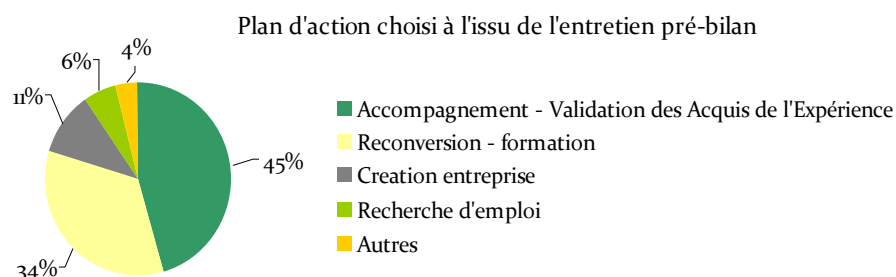 Plan d'action choisi à l'issu de l'entretien pré-bilan
4%
6%
11%
45%
34%
Accompagnement - Validation des Acquis de l'Expérience
Reconversion - formation
Creation entreprise
Recherche d'emploi
Autres